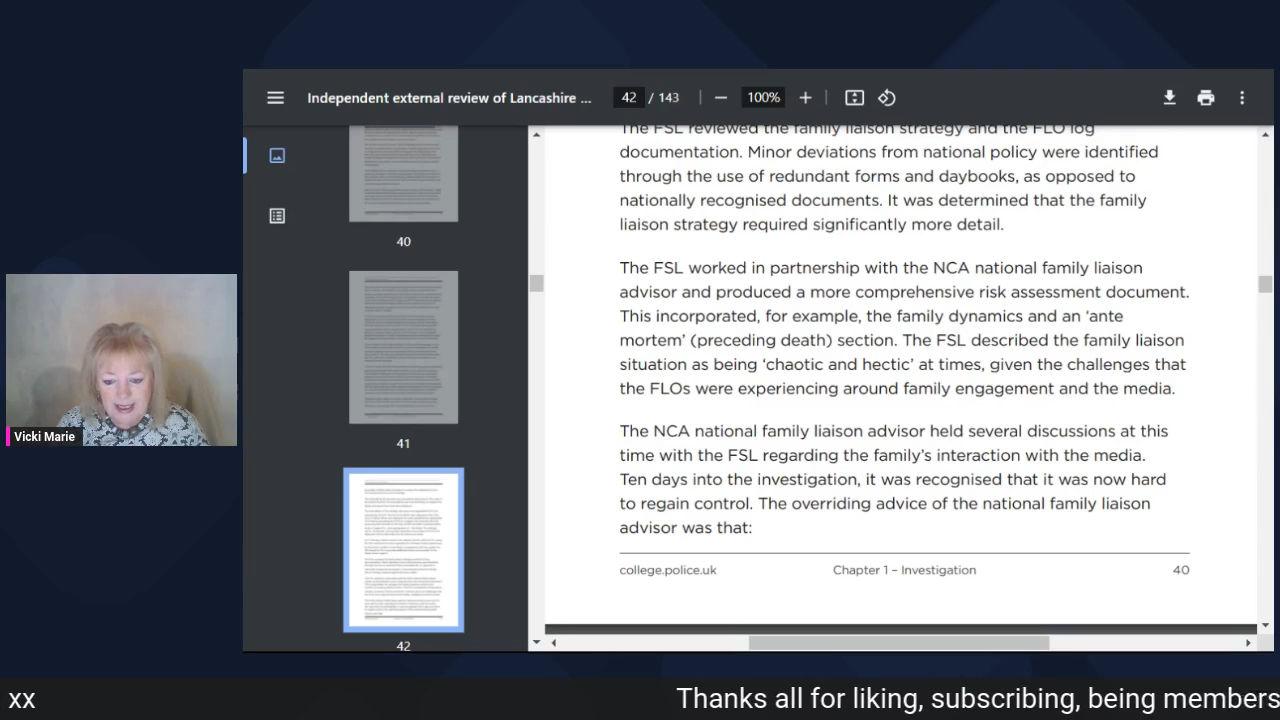 Independent external review of Lancashire ...
42 / 143
100%
The FSL reviewed the family liaison strategy and the FLO log
documentation. Minor deviations from national policy were identified
through the use of redundant forms and daybooks, as opposed to
nationally recognised documents. It was determined that the family
liaison strategy required significantly more detail.
The FSL worked in partnership with the NCA national family liaison
advisor and produced a more comprehensive risk assessment document.
This incorporated, for example, the family dynamics and an ‘ante
mortem’ (preceding death) section. The FSL described the family liaison
situation as being ‘chaotic and hectic’ at times, given the challenges that
the FLOs were experiencing around family engagement and the media.
The NCA national family liaison advisor held several discussions at this
time with the FSL regarding the family’s interaction with the media.
Ten days into the investigation, it was recognised that it was now hard
to regain control. The overriding advice of the national family liaison
advisor was that:
college.police.uk
Chapter 1 – Investigation
40
40
41
42
Vicki Marie
xx
Thanks all for liking, subscribing, being members